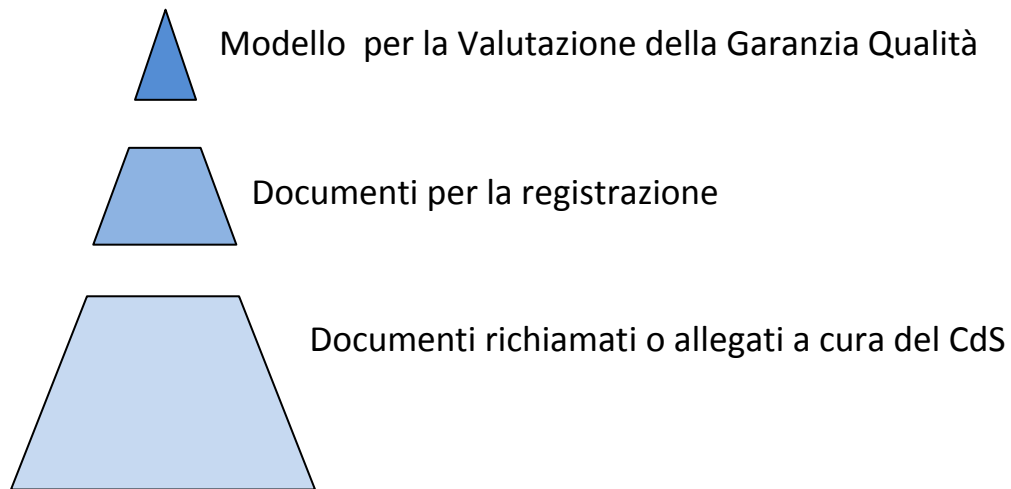 Modello per la Valutazione della Garanzia Qualità
Documenti per la registrazione
Documenti richiamati o allegati a cura del CdS